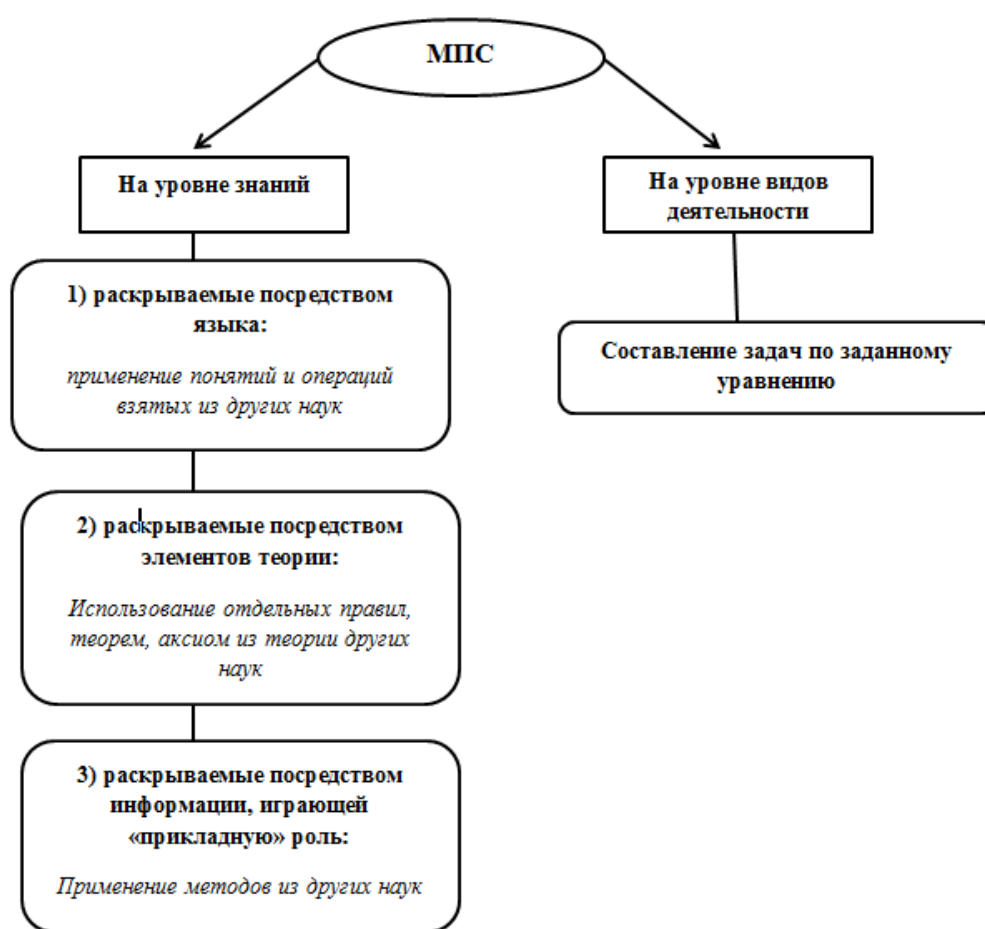 МПС
На уровне знаний
На уровне видов
деятельности
1) раскрываемые посредством
языка:
применение понятий и операций
взятых из других наук
Составление задач по заданному
уравнению
2) раскрываемые посредством
элементов теории:
Использование отдельных правил,
теорем, аксиом из теории других
наук
3) раскрываемые посредством
информации, играющей
«прикладную» роль:
Применение методов из других наук